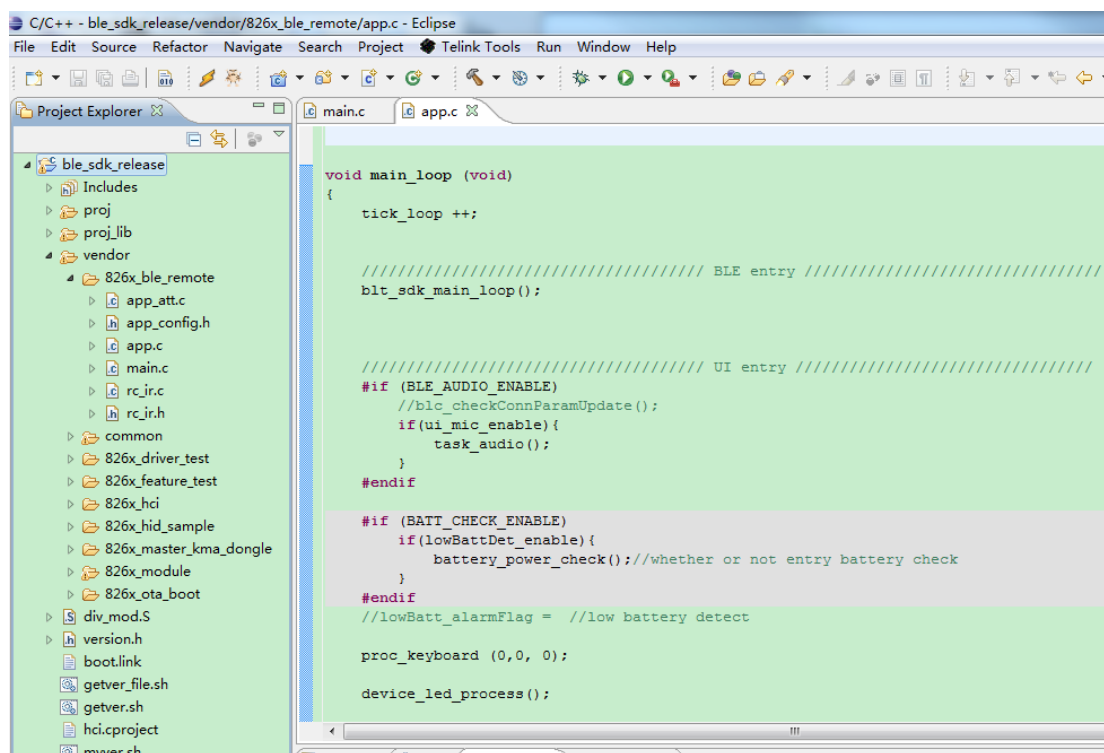 C/C++ - ble_sdk_release/vendor/826x_ble_remote/app.c - Eclipse
File Edit Source Refactor Navigate Search Project Telink Tools Run Window Help
Project Explorer
main.c
app.c
ble_sdk_release
Includes
proj
proj_lib
vendor
826x_ble_remote
app_att.c
app_config.h
app.c
main.c
rc_ir.c
rc_ir.h
common
826x_driver_test
826x_feature_test
826x_hci
826x_hid_sample
826x_master_kma_dongle
826x_module
826x_ota_boot
div_mod.S
version.h
boot.link
getver_file.sh
getver.sh
hci.cproject
myver.sh
void main_loop (void)
{
tick_loop ++;
////////////////////////////////////// BLE entry /////////////////////////////////
blt_sdk_main_loop();
////////////////////////////////////// UI entry /////////////////////////////////
#if (BLE_AUDIO_ENABLE)
//blc_checkConnParamUpdate();
if(ui_mic_enable){
task_audio();
}
#endif
#if (BATT_CHECK_ENABLE)
if(lowBattDet_enable){
battery_power_check();//whether or not entry battery check
}
#endif
//lowBatt_alarmFlag = //low battery detect
proc_keyboard (0,0, 0);
device_led_process();